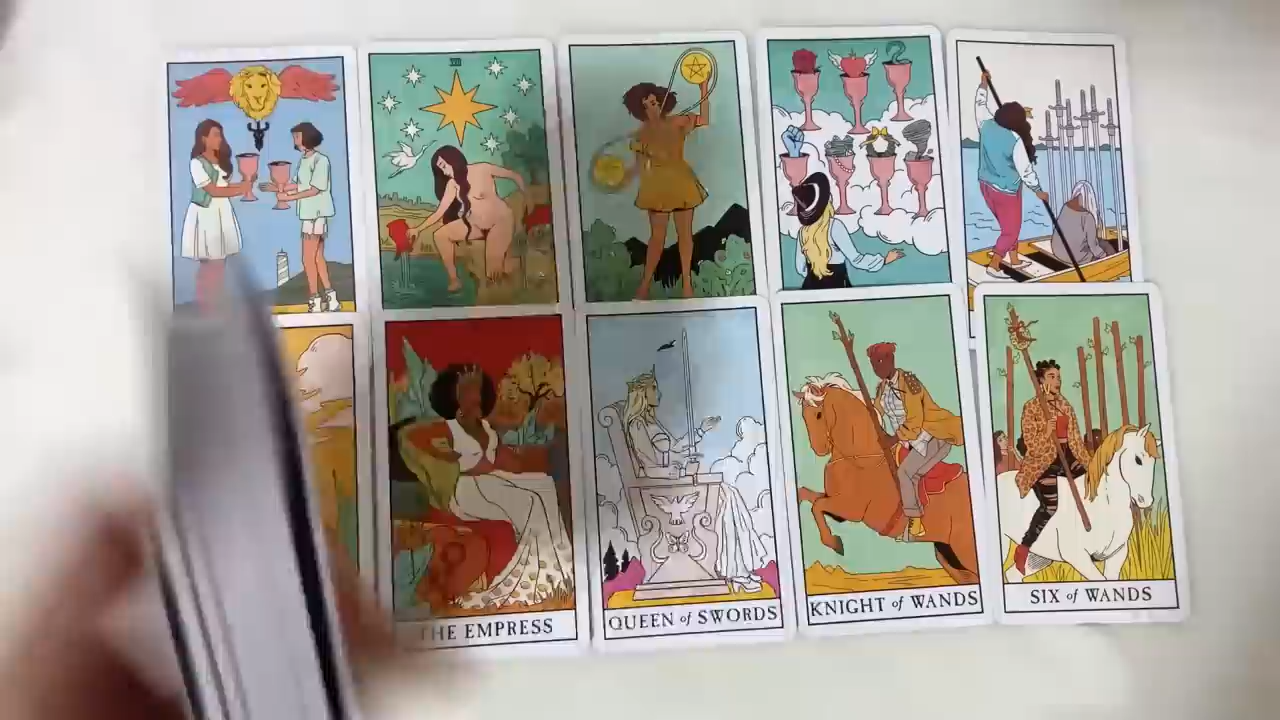 THE EMPRESS
QUEEN of SWORDS
KNIGHT of WANDS
SIX of WANDS